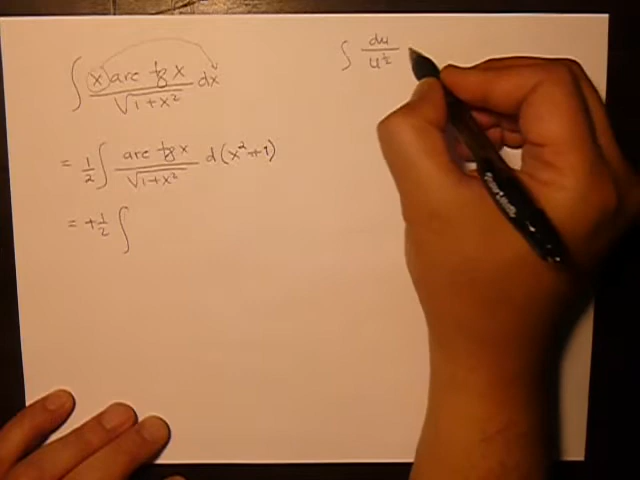 ∫ x arc tg x / √1+x² dx
= 1/2 ∫ arc tg x / √1+x² d(x²+1)
= +1/2 ∫
∫ du / u^½